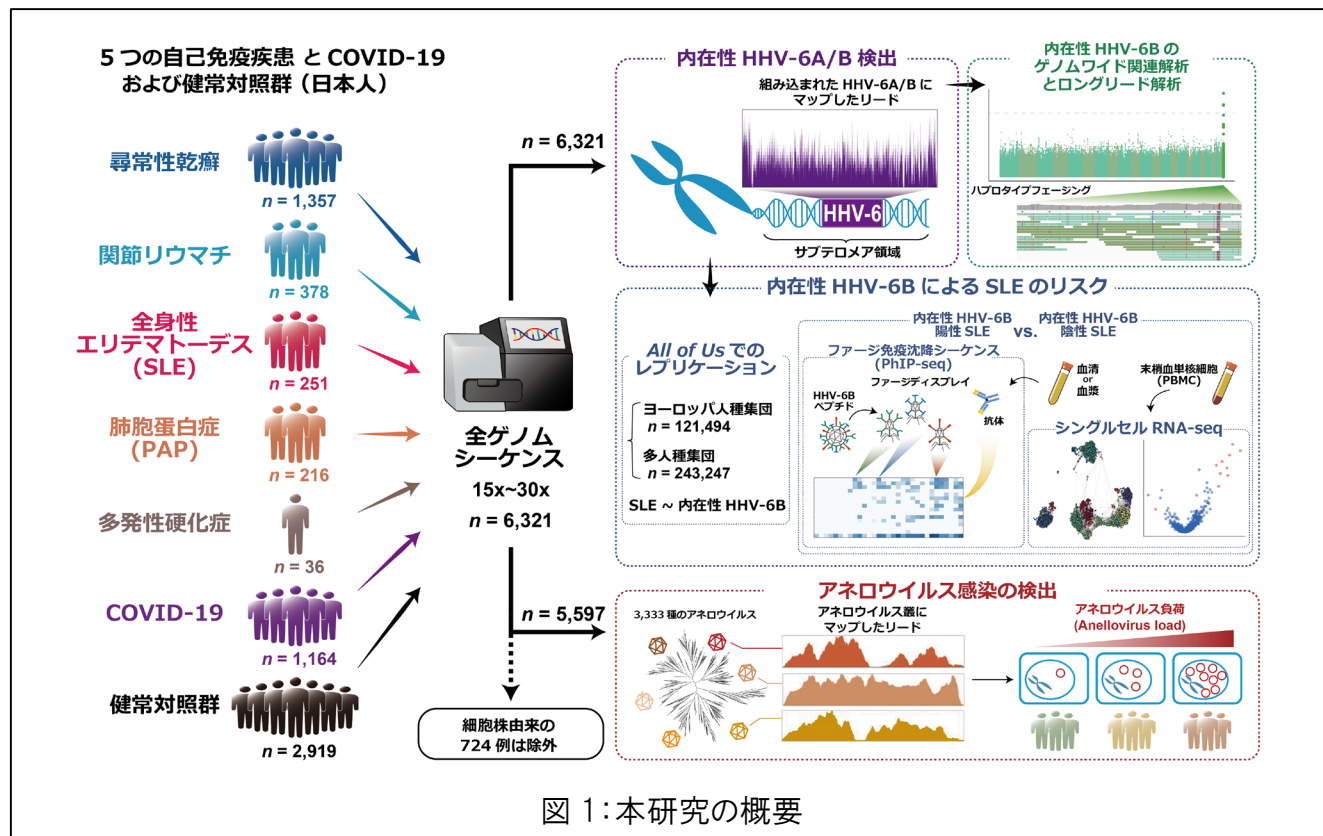 5つの自己免疫疾患 と COVID-19
および健常対照群(日本人)
尋常性乾癬
n = 1,357
関節リウマチ
n = 378
全身性
エリテマトーデス
(SLE)
n = 251
肺胞蛋白症
(PAP)
n = 216
多発性硬化症
n = 36
COVID-19
n = 1,164
健常対照群
n = 2,919
全ゲノム
シーケンス
15x~30x
n = 6,321
n = 6,321
n = 5,597
細胞株由来の
724 例は除外
内在性 HHV-6A/B 検出
組み込まれた HHV-6A/B に
マップしたリード
HHV-6
サブテロメア領域
内在性 HHV-6B の
ゲノムワイド関連解析
とロングリード解析
ハプロタイプフェージング
内在性 HHV-6B による SLE のリスク
All of Us での
レプリケーション
ヨーロッパ人種集団
n = 121,494
多人種集団
n = 243,247
SLE ~ 内在性 HHV-6B
内在性 HHV-6B
陽性 SLE
vs.
内在性 HHV-6B
陰性 SLE
ファージ免疫沈降シーケンス
(PhIP-seq)
ファージディスプレイ
HHV-6B
ペプチド
抗体
血清
or
血漿
末梢血単核細胞
(PBMC)
シングルセル RNA-seq
アネロウイルス感染の検出
3,333 種のアネロウイルス
アネロウイルス叢に
マップしたリード
アネロウイルス負荷
(Anellovirus load)
図 1:本研究の概要